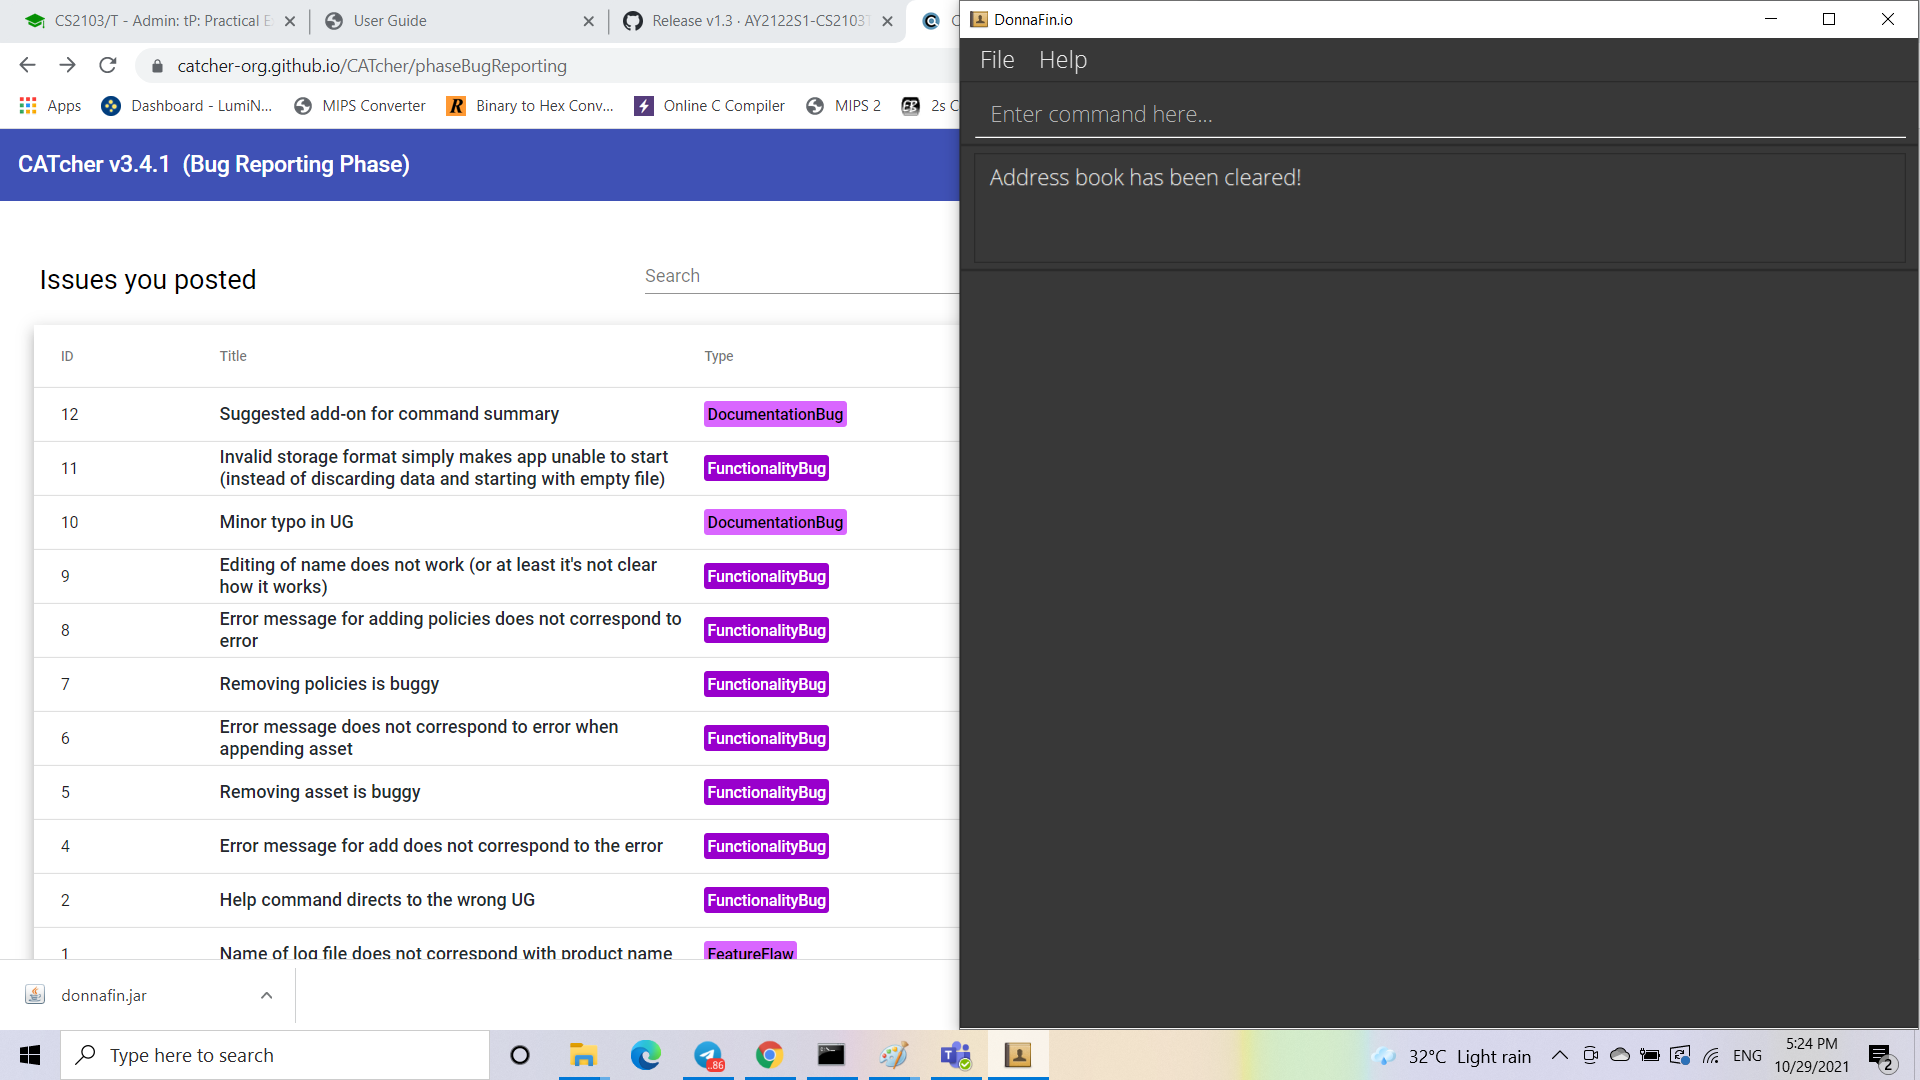 CS2103/T - Admin: tP: Practical E
User Guide
Release v1.3 · AY2122S1-CS2103T
DonnaFin.io
catcher-org.github.io/CATcher/phaseBugReporting
File Help
Apps
Dashboard - LumiN...
MIPS Converter
Binary to Hex Conv...
Online C Compiler
MIPS 2
2s C
Enter command here...
CATcher v3.4.1 (Bug Reporting Phase)
Address book has been cleared!
Issues you posted
Search
ID Title Type
12 Suggested add-on for command summary DocumentationBug
11 Invalid storage format simply makes app unable to start
(instead of discarding data and starting with empty file) FunctionalityBug
10 Minor typo in UG DocumentationBug
9 Editing of name does not work (or at least it's not clear
how it works) FunctionalityBug
8 Error message for adding policies does not correspond to
error FunctionalityBug
7 Removing policies is buggy FunctionalityBug
6 Error message does not correspond to error when
appending asset FunctionalityBug
5 Removing asset is buggy FunctionalityBug
4 Error message for add does not correspond to the error FunctionalityBug
2 Help command directs to the wrong UG FunctionalityBug
1 Name of log file does not correspond with product name FeatureFlaw
donnafin.jar
Type here to search
..86
32°C Light rain
ENG
5:24 PM
10/29/2021
2